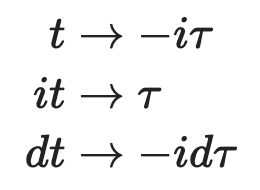 t → −iτ
it → τ
dt → −idτ